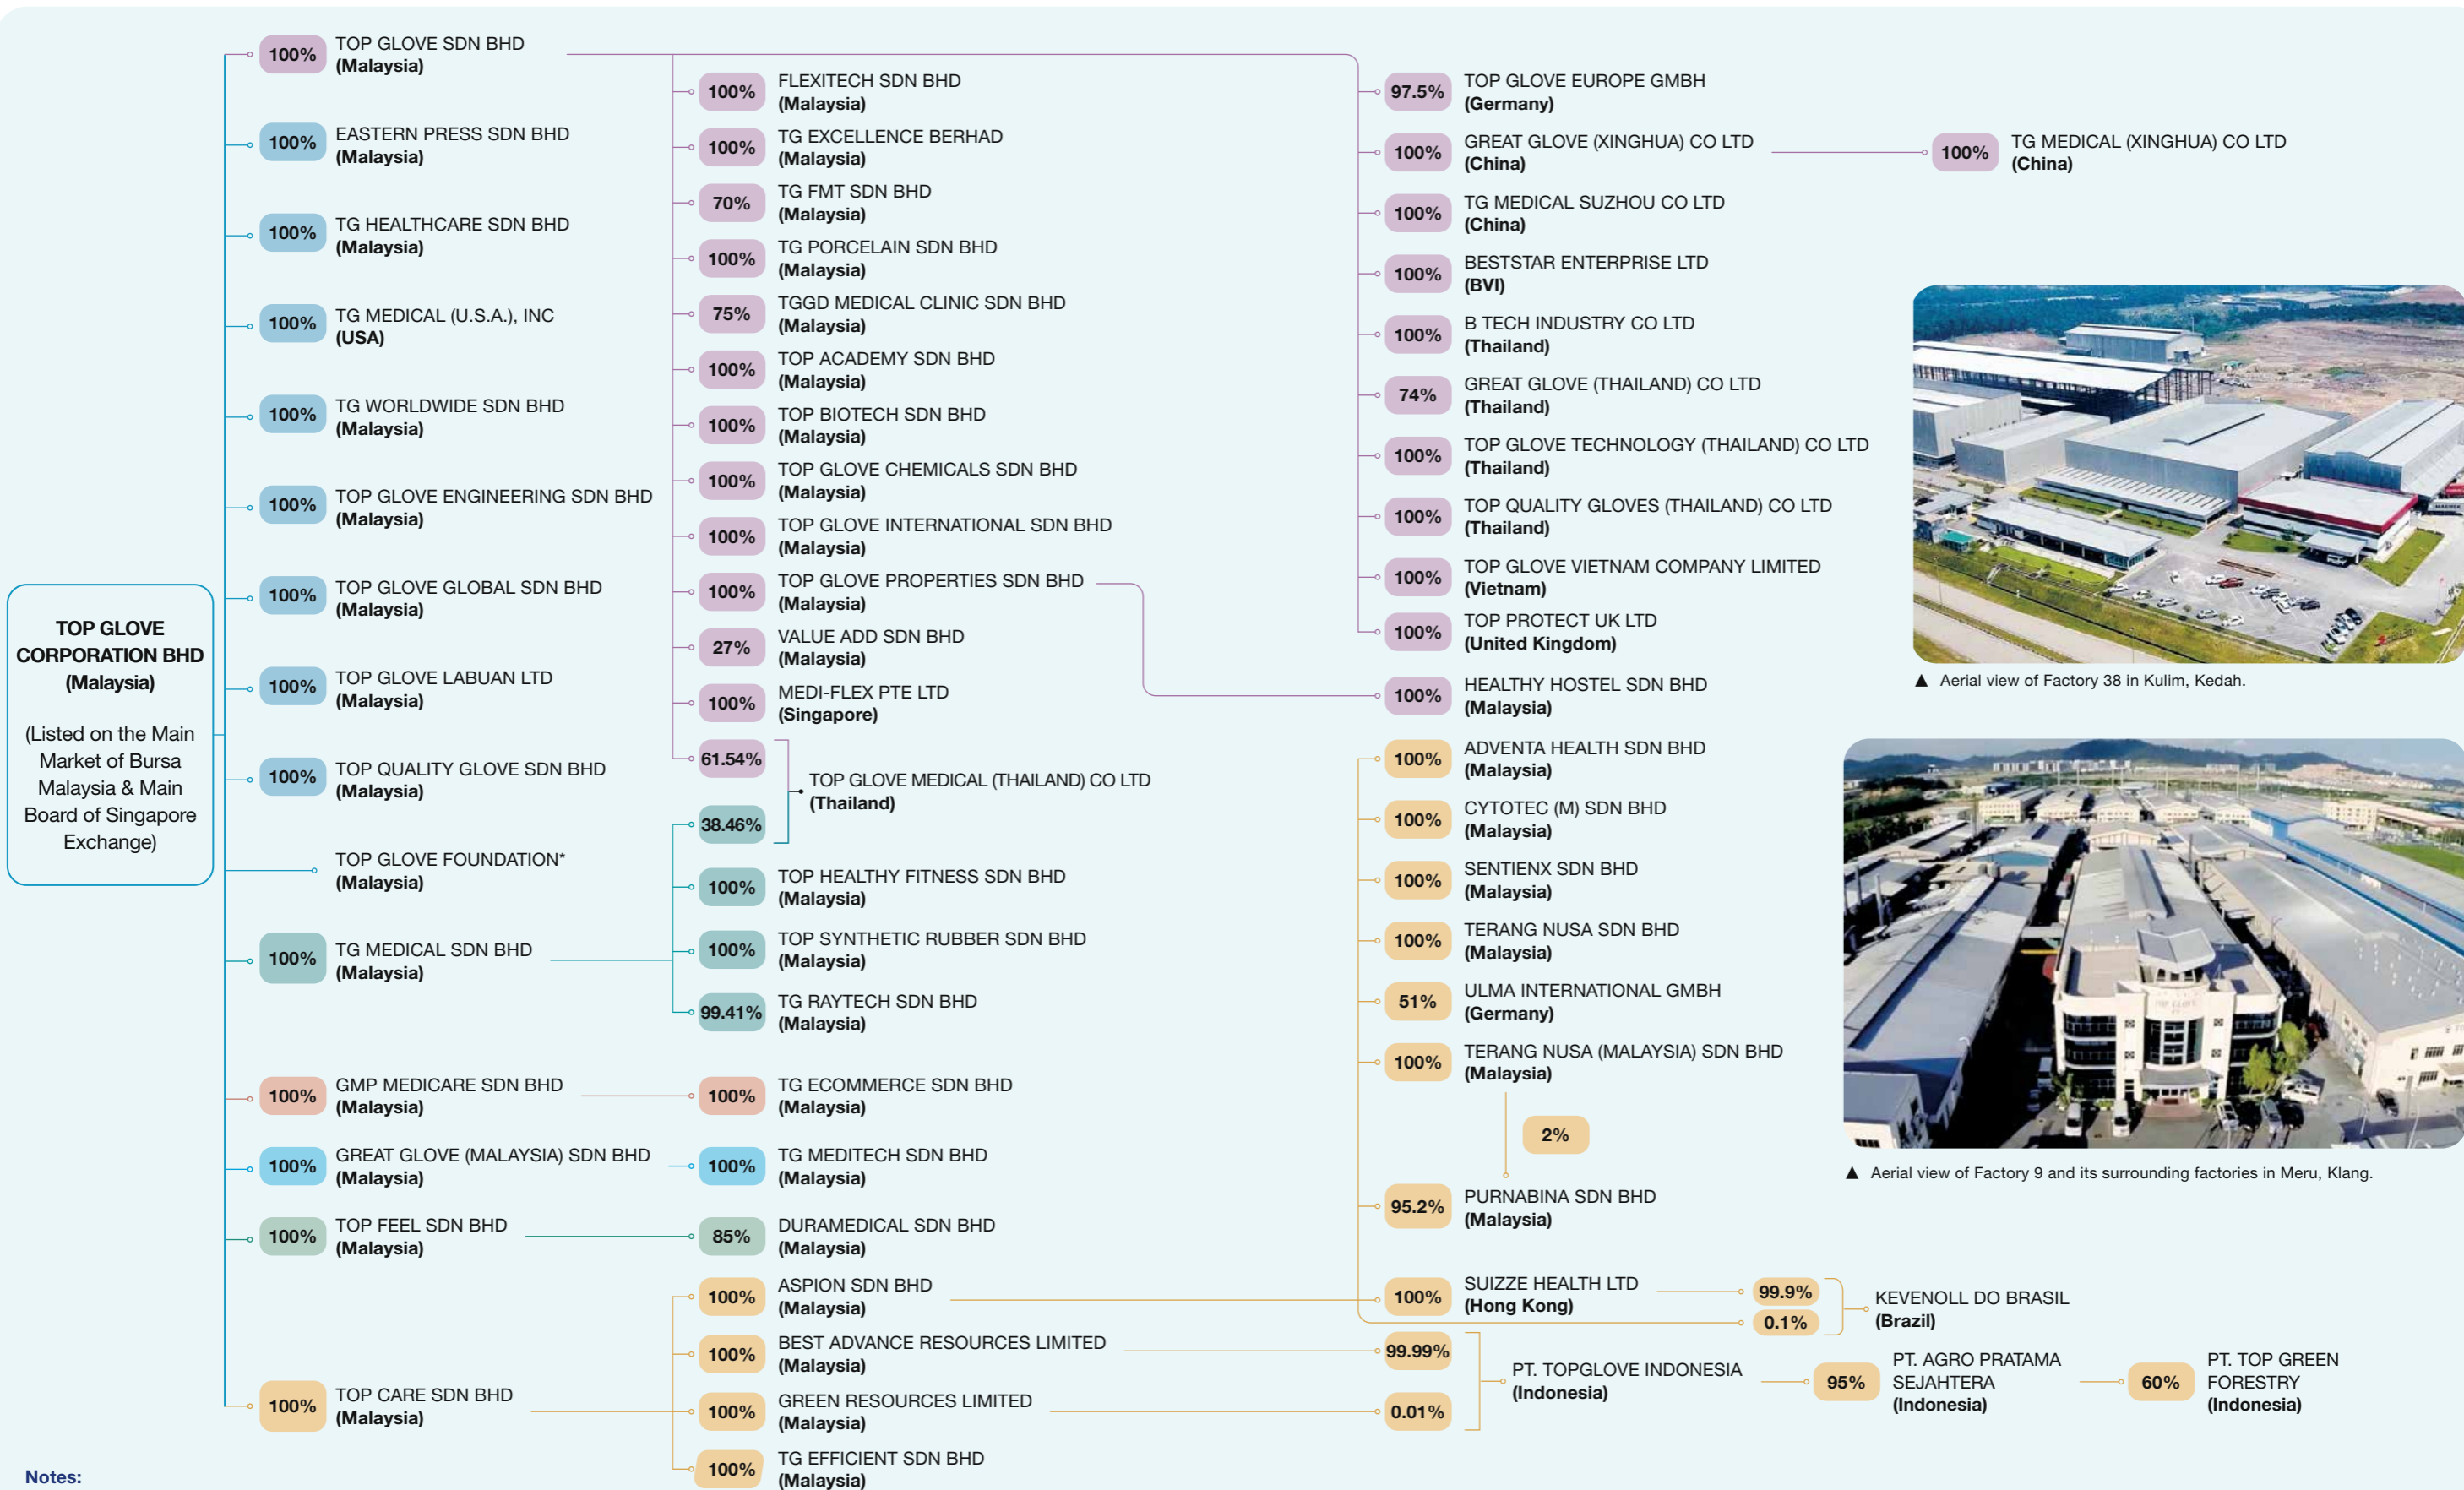 TOP GLOVE
CORPORATION BHD
(Malaysia)
(Listed on the Main
Market of Bursa
Malaysia & Main
Board of Singapore
Exchange)
100%
TOP GLOVE SDN BHD
(Malaysia)
100%
EASTERN PRESS SDN BHD
(Malaysia)
100%
TG HEALTHCARE SDN BHD
(Malaysia)
100%
TG MEDICAL (U.S.A.), INC
(USA)
100%
TG WORLDWIDE SDN BHD
(Malaysia)
100%
TOP GLOVE ENGINEERING SDN BHD
(Malaysia)
100%
TOP GLOVE GLOBAL SDN BHD
(Malaysia)
100%
TOP GLOVE LABUAN LTD
(Malaysia)
100%
TOP QUALITY GLOVE SDN BHD
(Malaysia)
TOP GLOVE FOUNDATION*
(Malaysia)
100%
TG MEDICAL SDN BHD
(Malaysia)
100%
GMP MEDICARE SDN BHD
(Malaysia)
100%
GREAT GLOVE (MALAYSIA) SDN BHD
(Malaysia)
100%
TOP FEEL SDN BHD
(Malaysia)
100%
TOP CARE SDN BHD
(Malaysia)
100%
FLEXITECH SDN BHD
(Malaysia)
100%
TG EXCELLENCE BERHAD
(Malaysia)
70%
TG FMT SDN BHD
(Malaysia)
100%
TG PORCELAIN SDN BHD
(Malaysia)
75%
TGGD MEDICAL CLINIC SDN BHD
(Malaysia)
100%
TOP ACADEMY SDN BHD
(Malaysia)
100%
TOP BIOTECH SDN BHD
(Malaysia)
100%
TOP GLOVE CHEMICALS SDN BHD
(Malaysia)
100%
TOP GLOVE INTERNATIONAL SDN BHD
(Malaysia)
100%
TOP GLOVE PROPERTIES SDN BHD
(Malaysia)
27%
VALUE ADD SDN BHD
(Malaysia)
100%
MEDI-FLEX PTE LTD
(Singapore)
61.54%
38.46%
TOP GLOVE MEDICAL (THAILAND) CO LTD
(Thailand)
100%
TOP HEALTHY FITNESS SDN BHD
(Malaysia)
100%
TOP SYNTHETIC RUBBER SDN BHD
(Malaysia)
99.41%
TG RAYTECH SDN BHD
(Malaysia)
100%
TG ECOMMERCE SDN BHD
(Malaysia)
100%
TG MEDITECH SDN BHD
(Malaysia)
85%
DURAMEDICAL SDN BHD
(Malaysia)
100%
ASPION SDN BHD
(Malaysia)
100%
BEST ADVANCE RESOURCES LIMITED
(Malaysia)
100%
GREEN RESOURCES LIMITED
(Malaysia)
100%
TG EFFICIENT SDN BHD
(Malaysia)
97.5%
TOP GLOVE EUROPE GMBH
(Germany)
100%
GREAT GLOVE (XINGHUA) CO LTD
(China)
100%
TG MEDICAL (XINGHUA) CO LTD
(China)
100%
TG MEDICAL SUZHOU CO LTD
(China)
100%
BESTSTAR ENTERPRISE LTD
(BVI)
100%
B TECH INDUSTRY CO LTD
(Thailand)
74%
GREAT GLOVE (THAILAND) CO LTD
(Thailand)
100%
TOP GLOVE TECHNOLOGY (THAILAND) CO LTD
(Thailand)
100%
TOP QUALITY GLOVES (THAILAND) CO LTD
(Thailand)
100%
TOP GLOVE VIETNAM COMPANY LIMITED
(Vietnam)
100%
TOP PROTECT UK LTD
(United Kingdom)
100%
HEALTHY HOSTEL SDN BHD
(Malaysia)
100%
ADVENTA HEALTH SDN BHD
(Malaysia)
100%
CYTOTEC (M) SDN BHD
(Malaysia)
100%
SENTIENX SDN BHD
(Malaysia)
100%
TERANG NUSA SDN BHD
(Malaysia)
51%
ULMA INTERNATIONAL GMBH
(Germany)
100%
TERANG NUSA (MALAYSIA) SDN BHD
(Malaysia)
2%
95.2%
PURNABINA SDN BHD
(Malaysia)
100%
SUIZZE HEALTH LTD
(Hong Kong)
99.9%
0.1%
KEVENOLL DO BRASIL
(Brazil)
99.99%
0.01%
PT. TOPGLOVE INDONESIA
(Indonesia)
95%
PT. AGRO PRATAMA
SEJAHTERA
(Indonesia)
60%
PT. TOP GREEN
FORESTRY
(Indonesia)
▲ Aerial view of Factory 38 in Kulim, Kedah.
TOP GLOVE
▲ Aerial view of Factory 9 and its surrounding factories in Meru, Klang.
Notes: